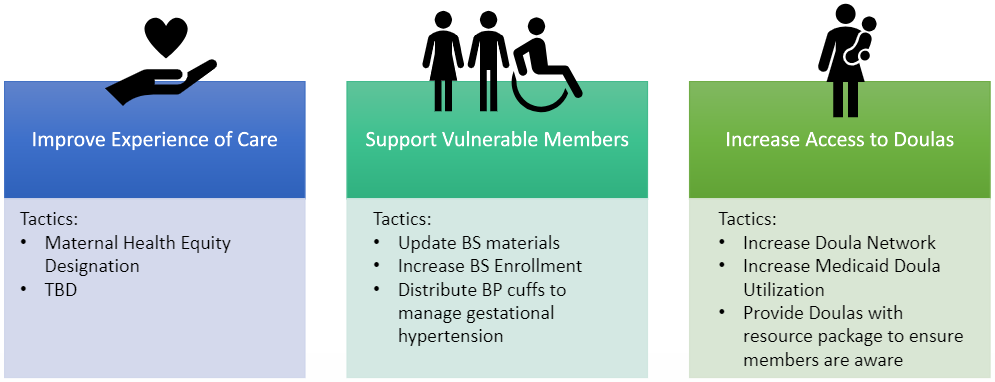 Improve Experience of Care
Tactics:
• Maternal Health Equity
Designation
• TBD
Support Vulnerable Members
Tactics:
• Update BS materials
• Increase BS Enrollment
• Distribute BP cuffs to
manage gestational
hypertension
Increase Access to Doulas
Tactics:
• Increase Doula Network
• Increase Medicaid Doula
Utilization
• Provide Doulas with
resource package to ensure
members are aware